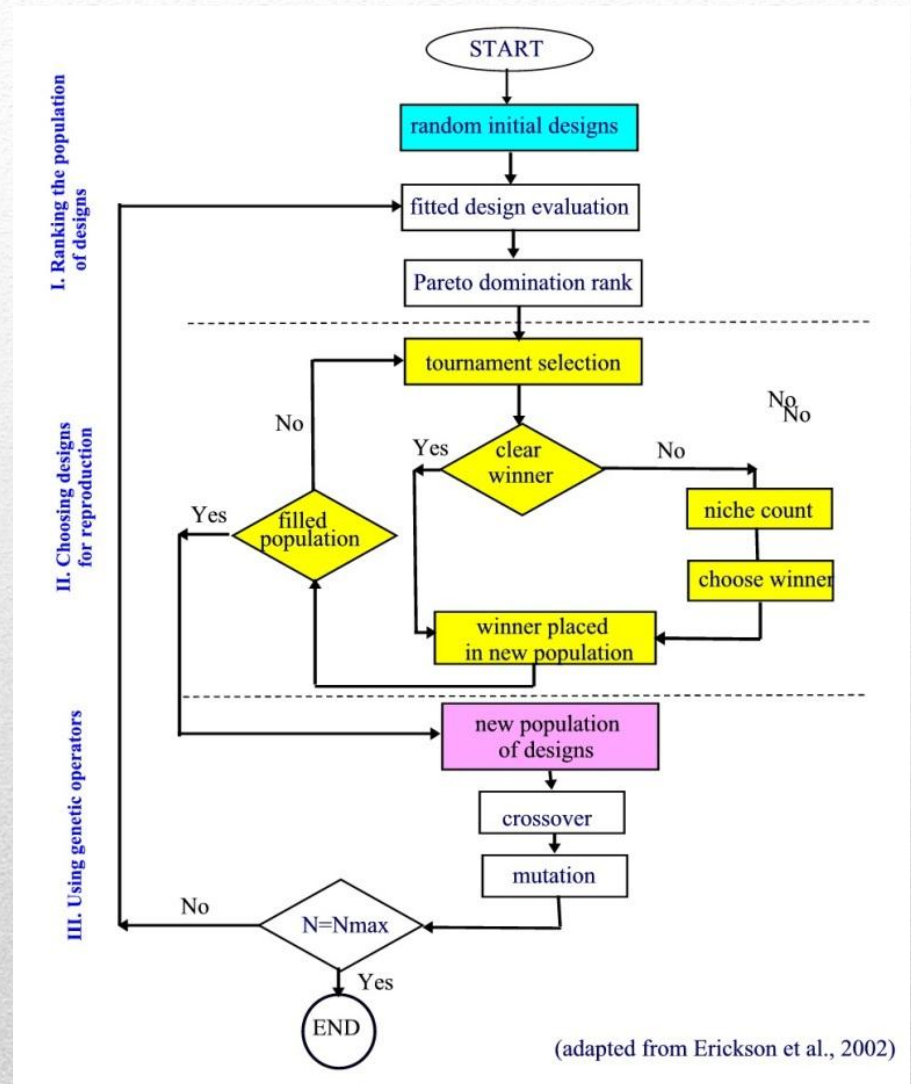 START
random initial designs
fitted design evaluation
Pareto domination rank
I. Ranking the population
of designs
tournament selection
clear
winner
Yes
No
No
No
niche count
choose winner
winner placed
in new population
filled
population
No
Yes
II. Choosing designs
for reproduction
new population
of designs
crossover
mutation
N=Nmax
No
Yes
END
III. Using genetic operators
(adapted from Erickson et al., 2002)